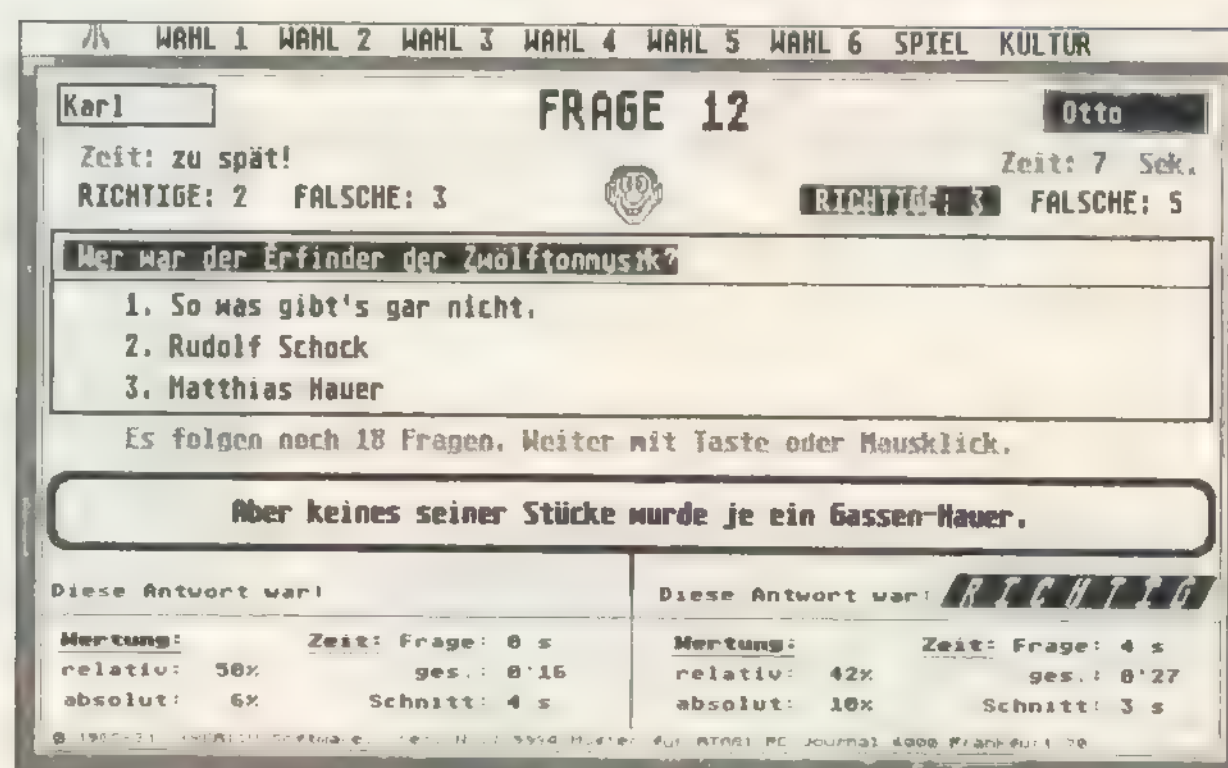 WAHL 1 WAHL 2 WAHL 3 WAHL 4 WAHL 5 WAHL 6 SPIEL KULTUR
Karl FRAGE 12 Otto
Zeit: zu spät! Zeit: 7 Sek.
RICHTIGE: 2 FALSCHE: 3 RICHTIGE: 3 FALSCHE: 5
Wer war der Erfinder der Zwölftonmusik?
1. So was gibt's gar nicht.
2. Rudolf Schock
3. Matthias Hauer
Es folgen noch 18 Fragen. Weiter mit Taste oder Mausklick.
Aber keines seiner Stücke wurde je ein Gassen-Hauer.
Diese Antwort war: Diese Antwort war: RICHTIG
Wertung: Zeit: Frage: 0 s Wertung: Zeit: Frage: 4 s
relativ: 50% ges.: 0'16 relativ: 42% ges.: 0'27
absolut: 6% Schnitt: 4 s absolut: 10% Schnitt: 3 s
für ATARI PC Journal 6000 Frankfurt 70